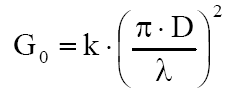 G₀ = k · (π · D / λ)²